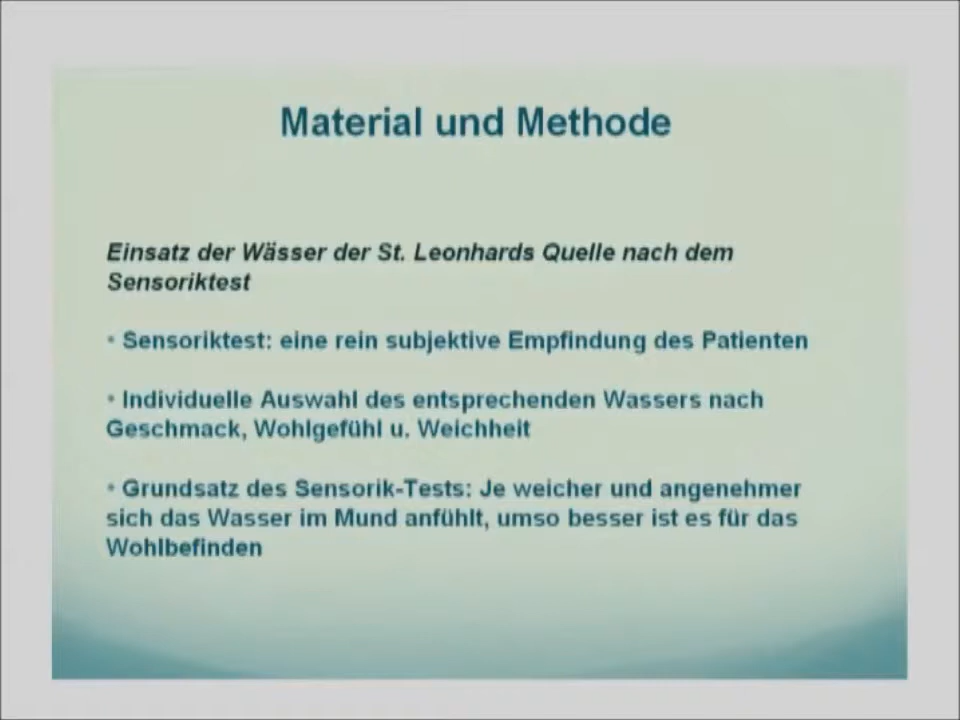 Material und Methode
Einsatz der Wässer der St. Leonhards Quelle nach dem
Sensoriktest
• Sensoriktest: eine rein subjektive Empfindung des Patienten
• Individuelle Auswahl des entsprechenden Wassers nach
Geschmack, Wohlgefühl u. Weichheit
• Grundsatz des Sensorik-Tests: Je weicher und angenehmer
sich das Wasser im Mund anfühlt, umso besser ist es für das
Wohlbefinden